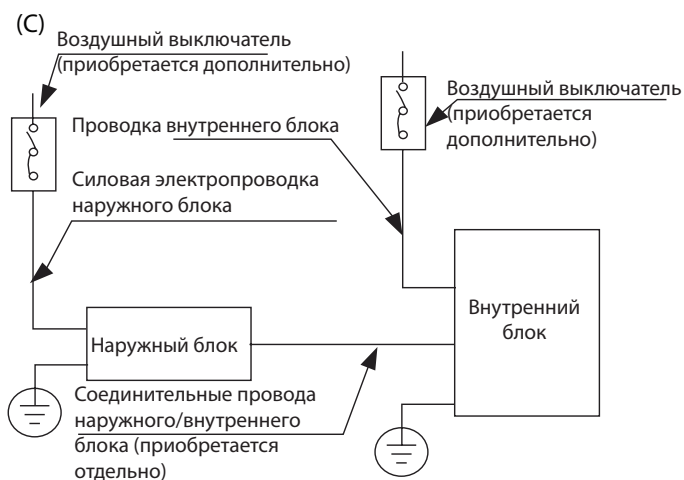 (C)
Воздушный выключатель
(приобретается дополнительно)
Воздушный выключатель
(приобретается
дополнительно)
Проводка внутреннего блока
Силовая электропроводка
наружного блока
Внутренний
блок
Наружный блок
Соединительные провода
наружного/внутреннего
блока (приобретается
отдельно)